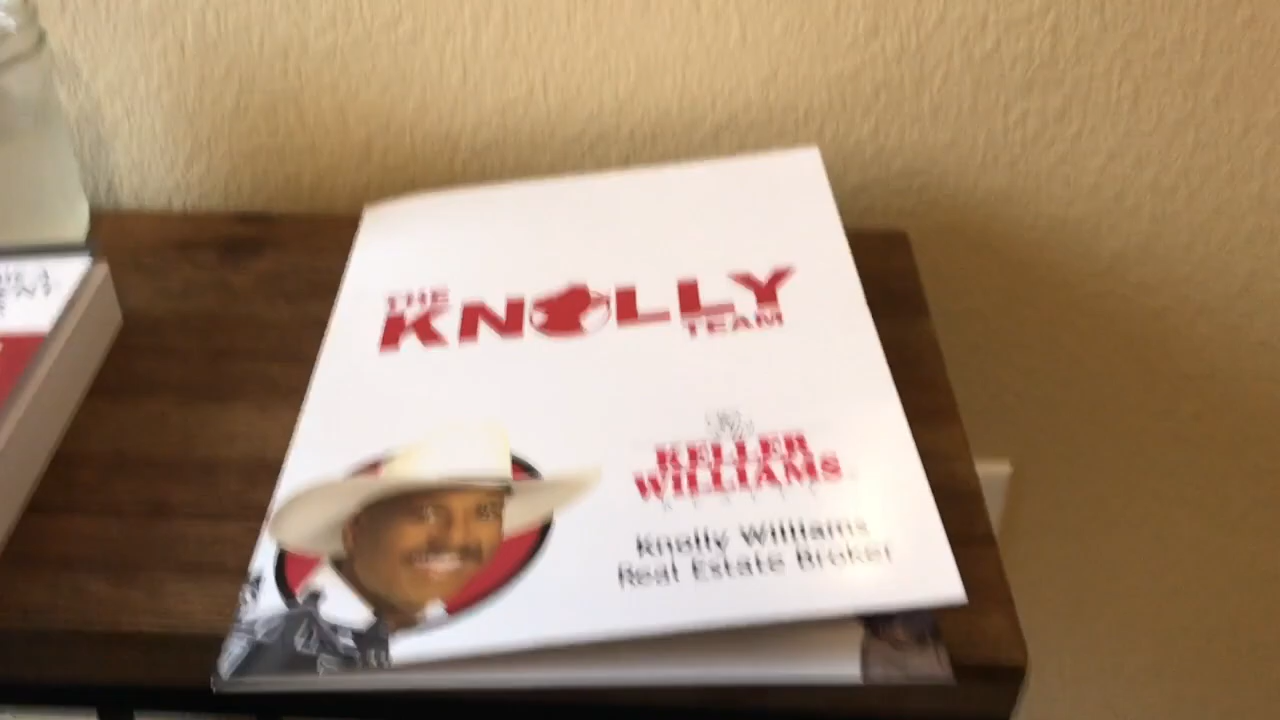 THE
KNOLLY
TEAM
KELLER
WILLIAMS
Knolly Williams
Real Estate Broker